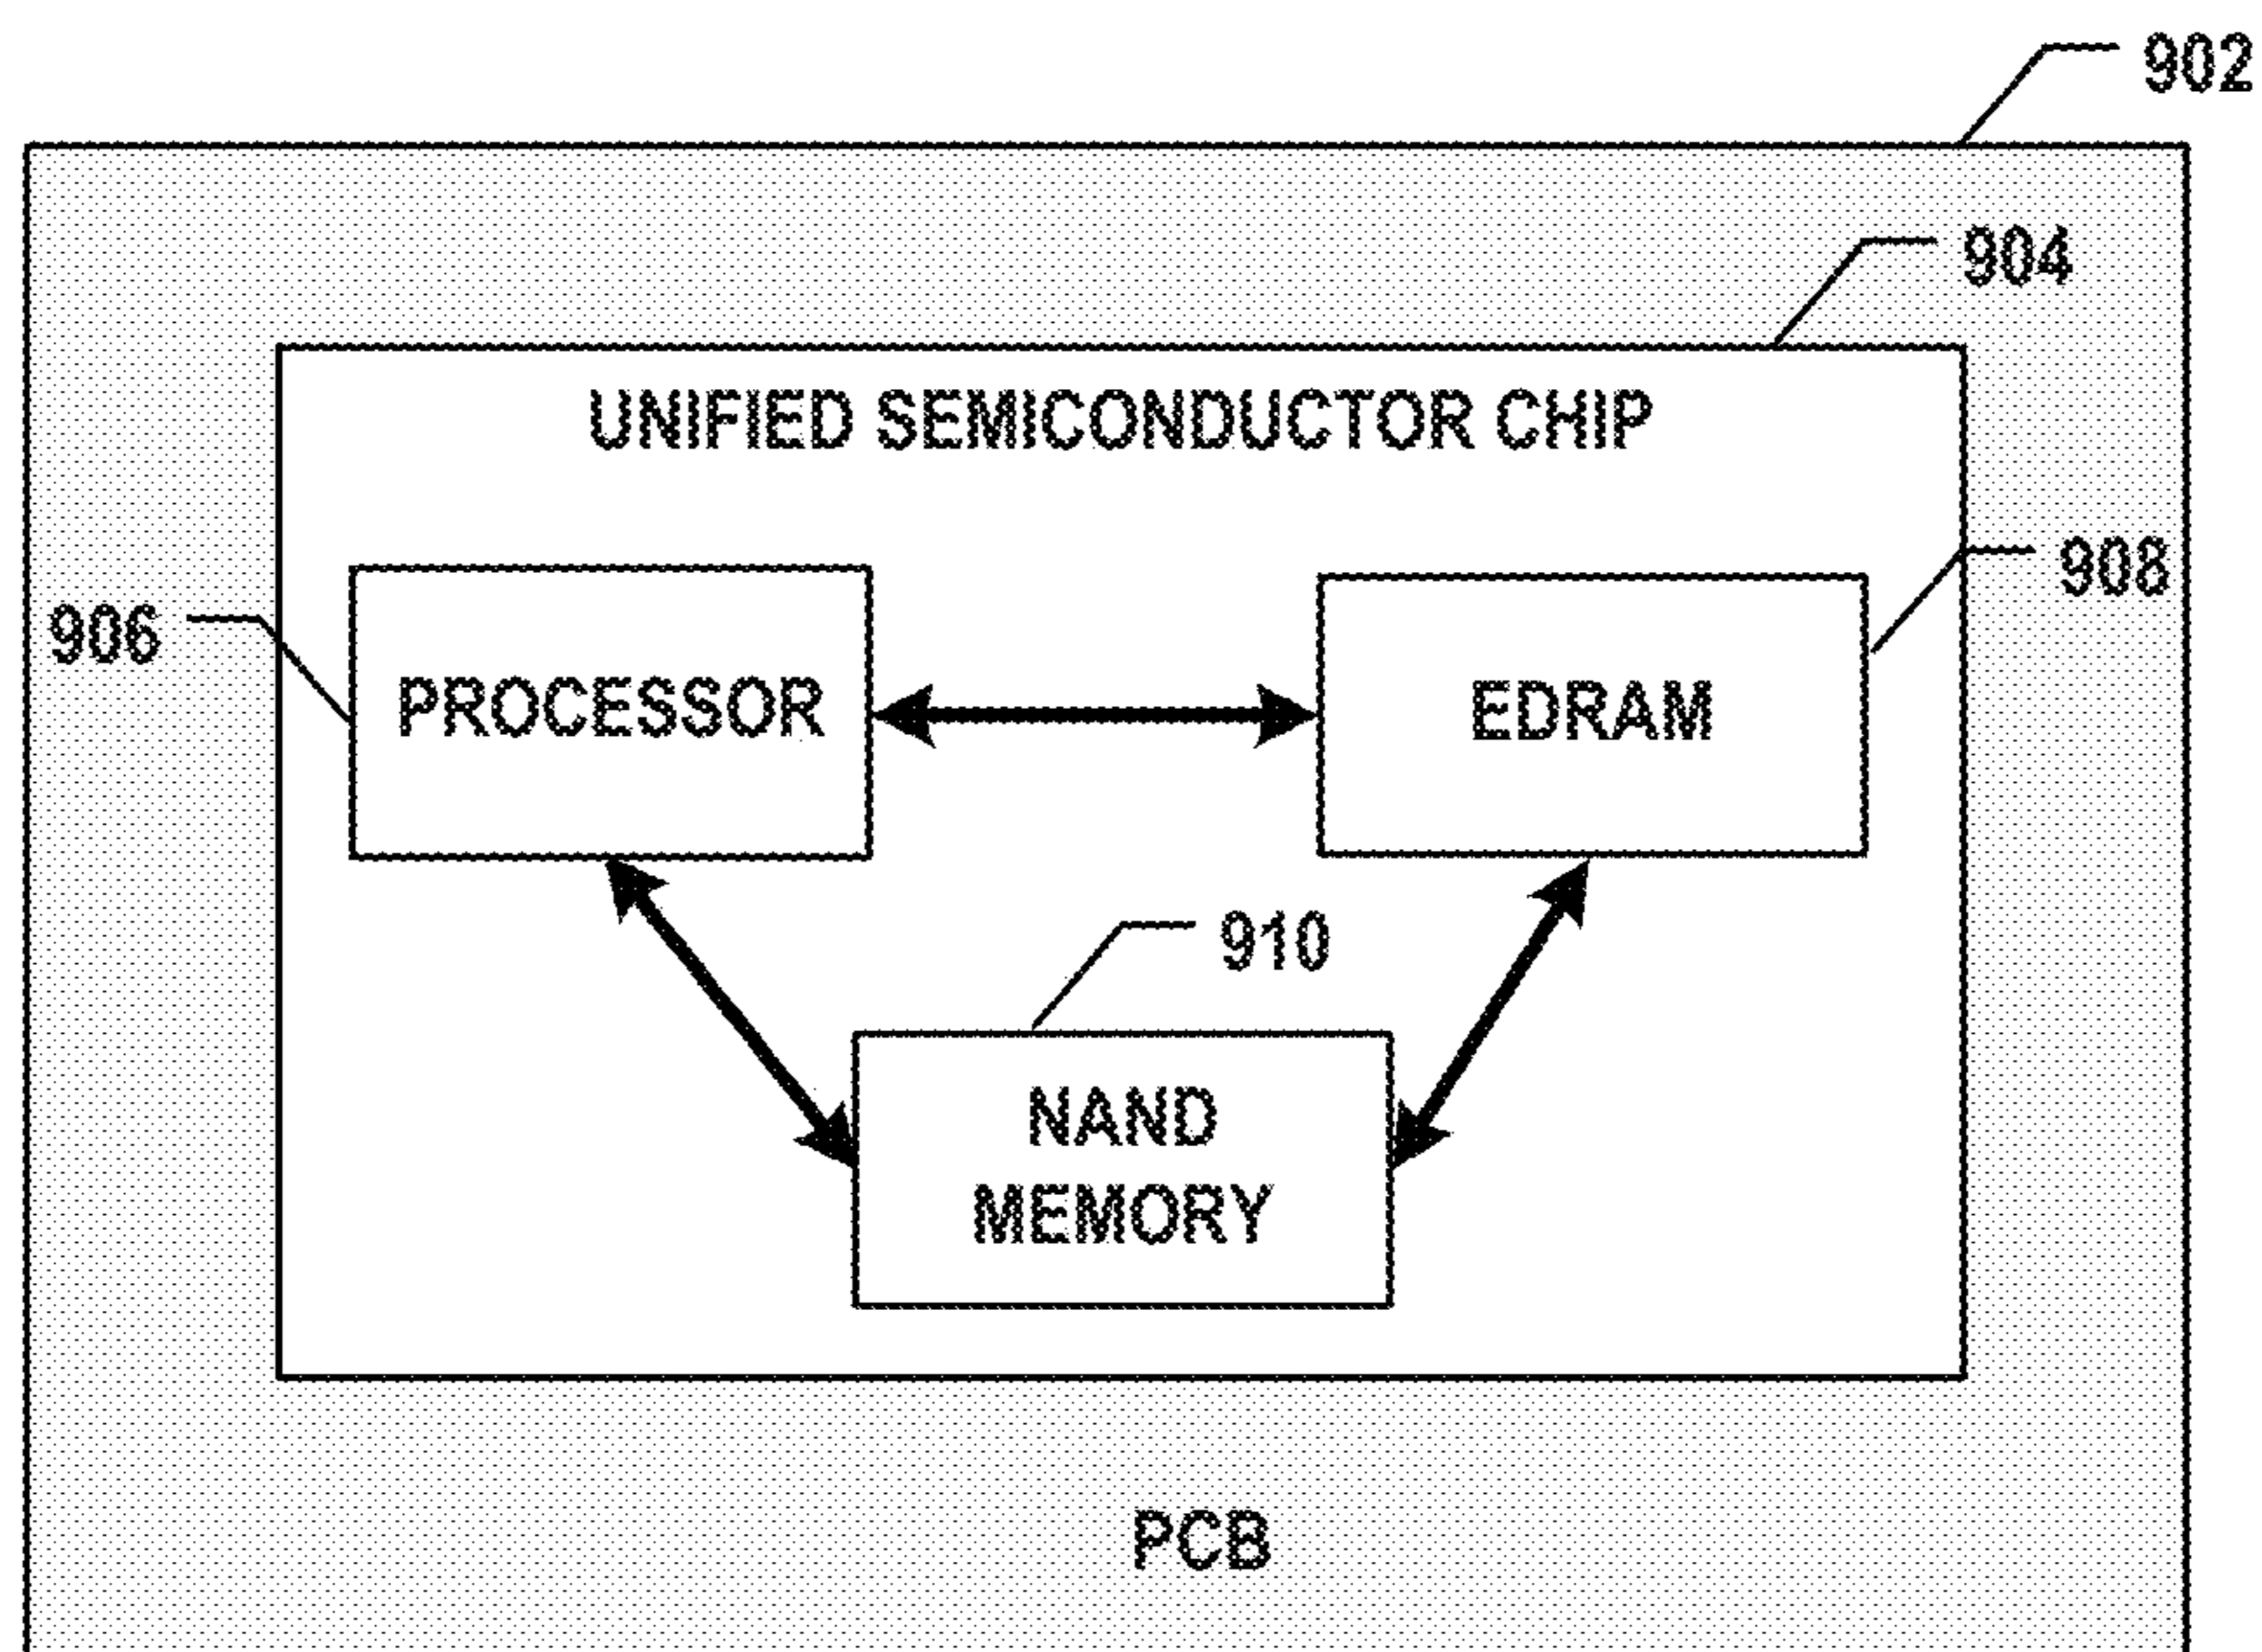 902
904
UNIFIED SEMICONDUCTOR CHIP
908
906
PROCESSOR
EDRAM
910
NAND
MEMORY
PCB